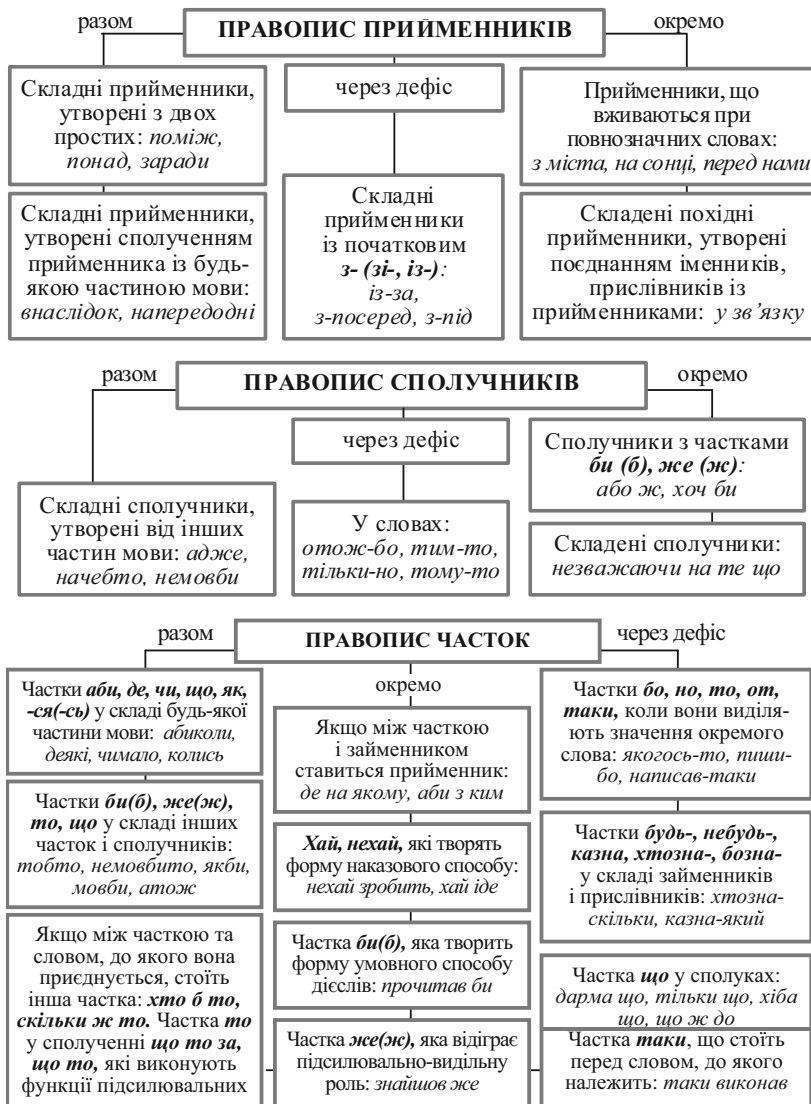 разом
ПРАВОПИС ПРИЙМЕННИКІВ
окремо
Складні прийменники,
утворені з двох
простих: поміж,
понад, заради
Складні прийменники,
утворені сполученням
прийменника із будь-
якою частиною мови:
внаслідок, напередодні
через дефіс
Складні
прийменники
із початковим
з- (зі-, із-):
із-за,
з-посеред, з-під
Прийменники, що
вживаються при
повнозначних словах:
з міста, на сонці, перед нами
Складені похідні
прийменники, утворені
поєднанням іменників,
прислівників із
прийменниками: у зв’язку
разом
ПРАВОПИС СПОЛУЧНИКІВ
окремо
Складні сполучники,
утворені від інших
частин мови: адже,
начебто, немовби
через дефіс
У словах:
отож-бо, тим-то,
тільки-но, тому-то
Сполучники з частками
би (б), же (ж):
або ж, хоч би
Складені сполучники:
незважаючи на те що
разом
ПРАВОПИС ЧАСТОК
через дефіс
Частки аби, де, чи, що, як,
-ся(-сь) у складі будь-якої
частини мови: абиколи,
деякі, чимало, колись
Частки би(б), же(ж),
то, що у складі інших
часток і сполучників:
тобто, немовбито, якби,
мовби, атож
Якщо між часткою та
словом, до якого вона
приєднується, стоїть
інша частка: хто б то,
скільки ж то. Частка то
у сполученні що то за,
що то, які виконують
функції підсилювальних
окремо
Якщо між часткою
і займенником
ставиться прийменник:
де на якому, аби з ким
Хай, нехай, які творять
форму наказового способу:
нехай зробить, хай іде
Частка би(б), яка творить
форму умовного способу
дієслів: прочитав би
Частка же(ж), яка відіграє
підсилювально-видільну
роль: знайшов же
Частки бо, но, то, от,
таки, коли вони виділя-
ють значення окремого
слова: якогось-то, пиши-
бо, написав-таки
Частки будь-, небудь-,
казна, хтозна-, бозна-
у складі займенників
і прислівників: хтозна-
скільки, казна-який
Частка що у сполуках:
дарма що, тільки що, хіба
що, що ж до
Частка таки, що стоїть
перед словом, до якого
належить: таки виконав